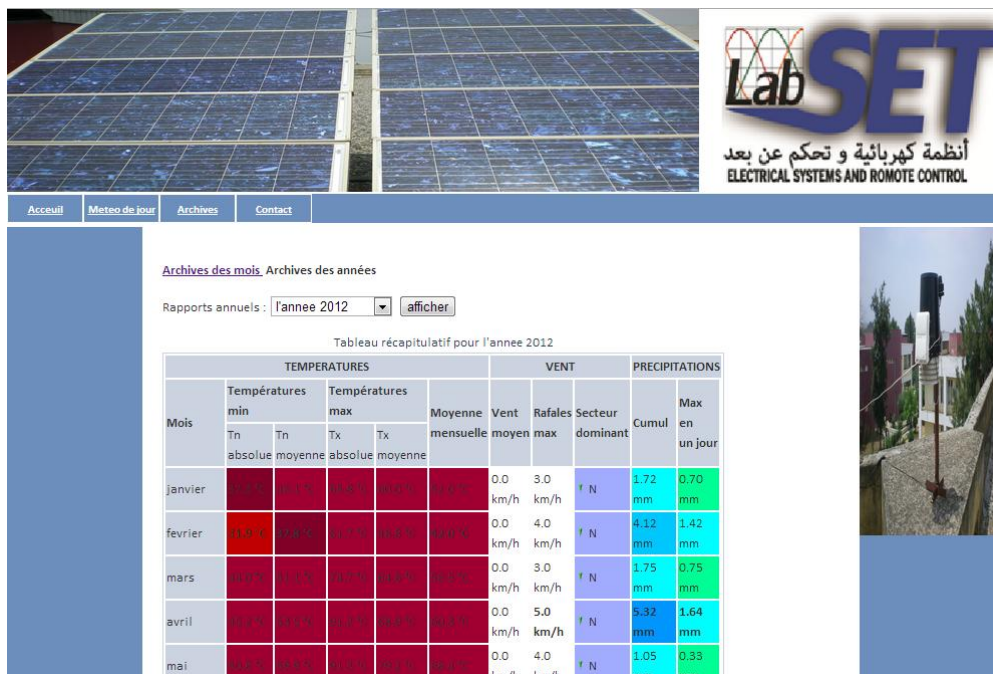 Lab SET
أنظمة كهربائية و تحكم عن بعد
ELECTRICAL SYSTEMS AND ROMOTE CONTROL
Acceuil Meteo de jour Archives Contact
Archives des mois Archives des années
Rapports annuels : l'annee 2012 afficher
Tableau récapitulatif pour l'annee 2012
TEMPERATURES VENT PRECIPITATIONS
Mois Températures min Températures max Moyenne mensuelle Vent moyen Rafales max Secteur dominant Cumul Max en un jour
Tn absolue Tn moyenne Tx absolue Tx moyenne
janvier 0.0 km/h 3.0 km/h N 1.72 mm 0.70 mm
fevrier 0.0 km/h 4.0 km/h N 4.12 mm 1.42 mm
mars 0.0 km/h 3.0 km/h N 1.75 mm 0.75 mm
avril 0.0 km/h 5.0 km/h N 5.32 mm 1.64 mm
mai 0.0 4.0 N 1.05 0.33